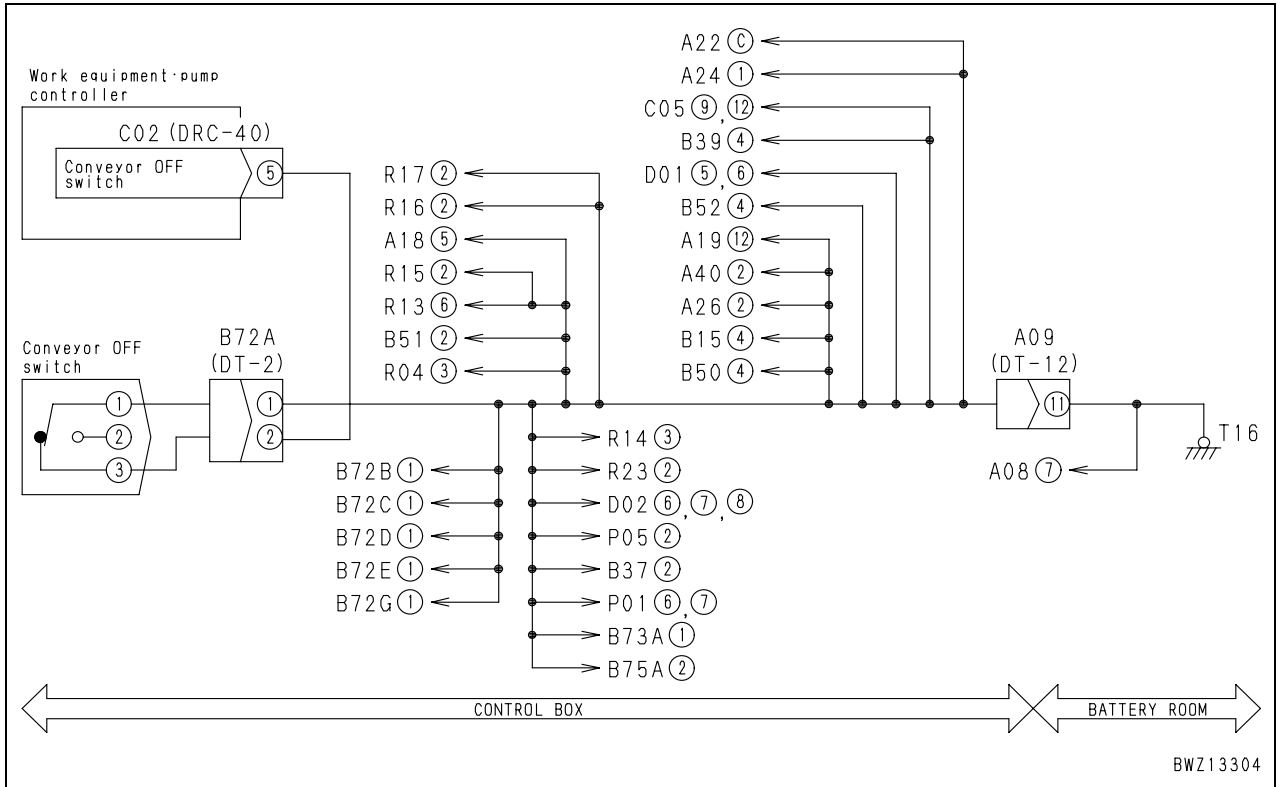 Work equipment·pump
controller
C02 (DRC-40)
Conveyor OFF
switch
5
Conveyor OFF
switch
1
2
3
B72A
(DT-2)
1
2
R17 2
R16 2
A18 5
R15 2
R13 6
B51 2
R04 3
A22 C
A24 1
C05 9, 12
B39 4
D01 5, 6
B52 4
A19 12
A40 2
A26 2
B15 4
B50 4
B72B 1
B72C 1
B72D 1
B72E 1
B72G 1
R14 3
R23 2
D02 6, 7, 8
P05 2
B37 2
P01 6, 7
B73A 1
B75A 2
A09
(DT-12)
11
T16
A08 7
CONTROL BOX
BATTERY ROOM
BWZ13304